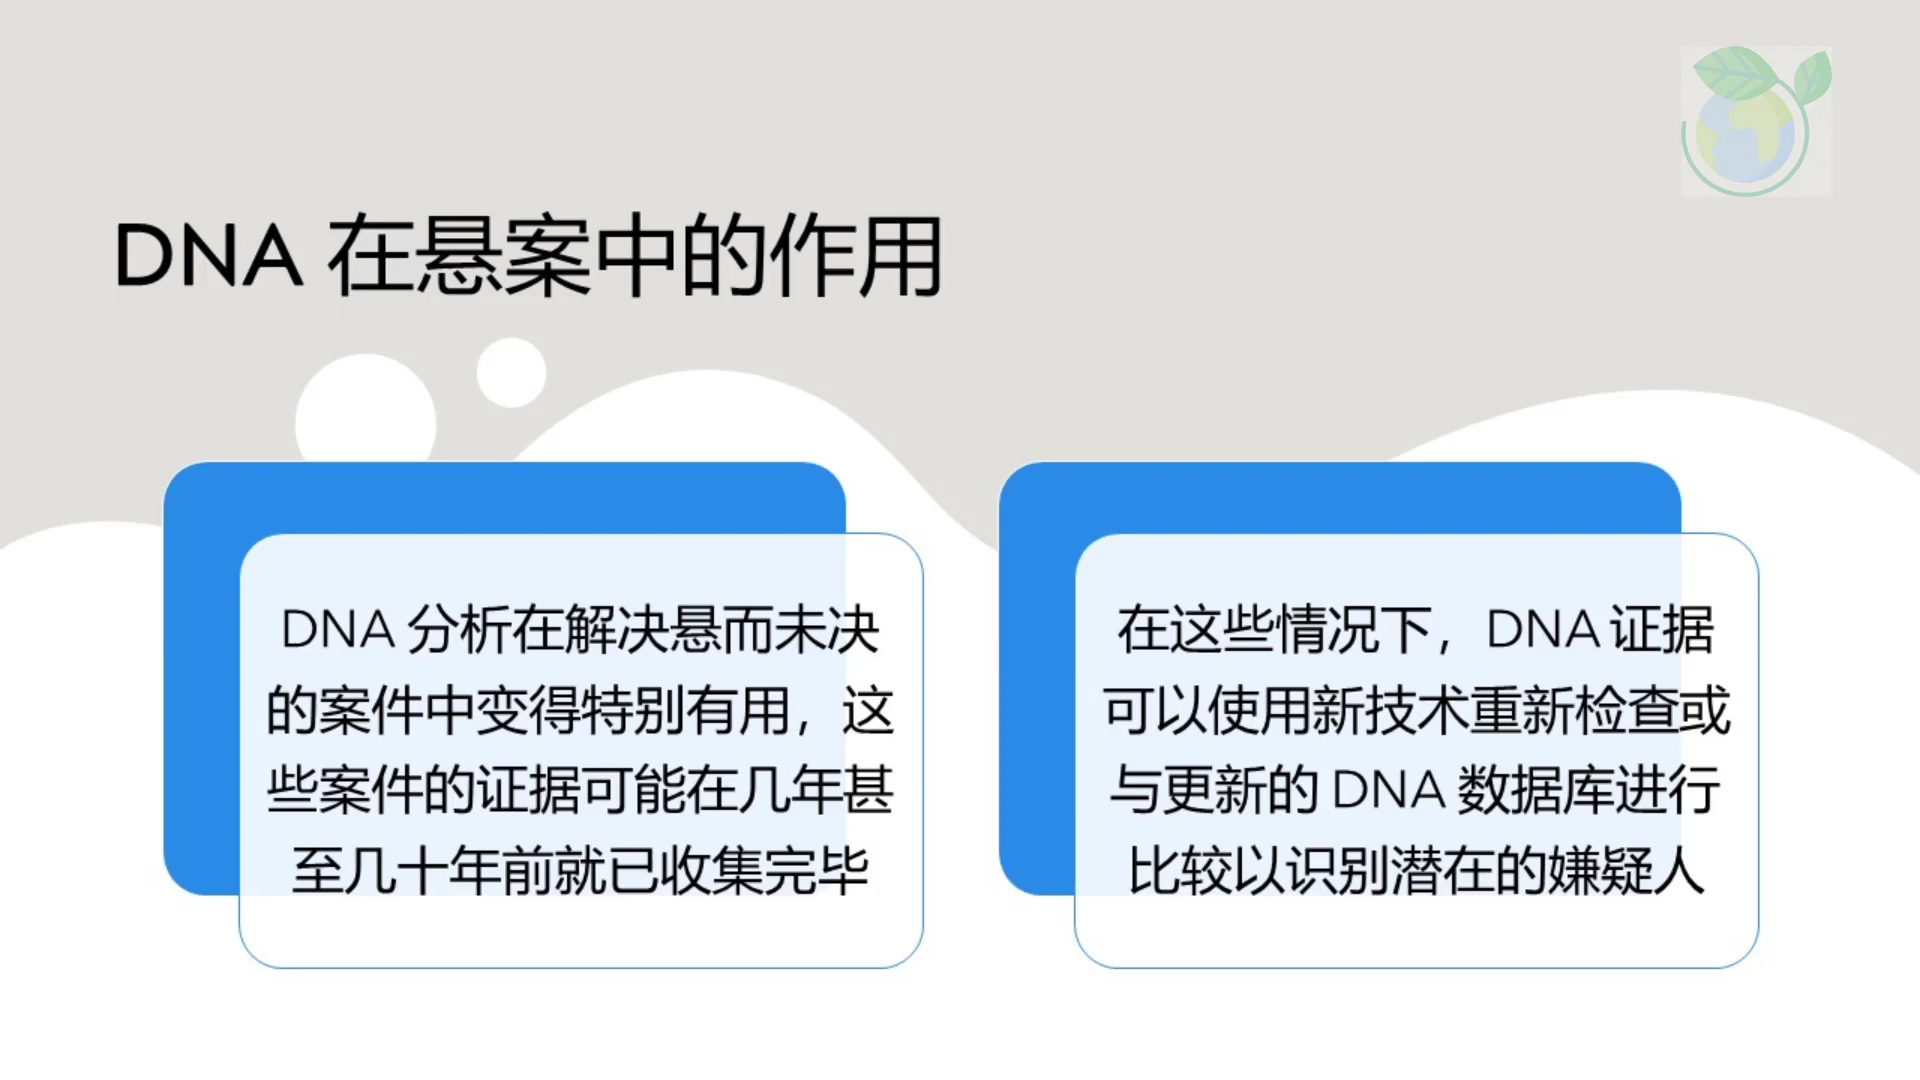 DNA 在悬案中的作用
DNA 分析在解决悬而未决
的案件中变得特别有用，这
些案件的证据可能在几年甚
至几十年前就已收集完毕
在这些情况下，DNA 证据
可以使用新技术重新检查或
与更新的 DNA 数据库进行
比较以识别潜在的嫌疑人